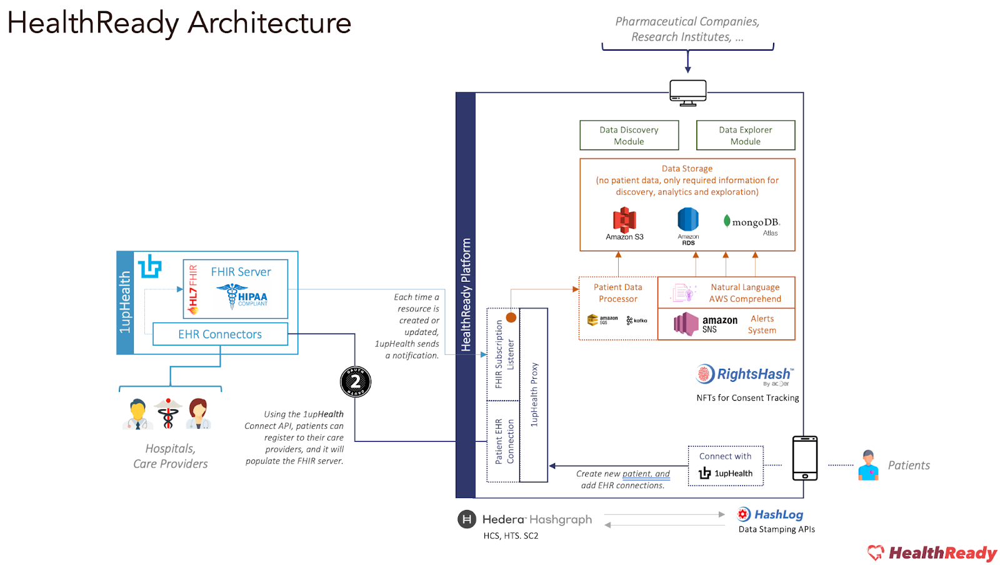 HealthReady Architecture
Pharmaceutical Companies,
Research Institutes, ...
HealthReady Platform
Data Discovery
Module
Data Explorer
Module
Data Storage
(no patient data, only required information for
discovery, analytics and exploration)
Amazon S3
Amazon
RDS
mongoDB®
Atlas
Patient Data
Processor
amazon
SQS
kafka
Natural Language
AWS Comprehend
amazon
SNS
Alerts
System
1upHealth
HL7 FHIR
FHIR Server
HIPAA
COMPLIANT
EHR Connectors
Each time a
resource is
created or
updated,
1upHealth sends
a notification.
FHIR Subscription
Listener
1upHealth Proxy
Patient EHR
Connection
OAUTH
2
OAUTH
Using the 1upHealth
Connect API, patients can
register to their care
providers, and it will
populate the FHIR server.
Hospitals,
Care Providers
RightsHash™
By acoer
NFTs for Consent Tracking
Connect with
1upHealth
Create new patient. and
add EHR connections.
Patients
H
Hedera™ Hashgraph
HCS, HTS. SC2
HashLog
Data Stamping APIs
HealthReady